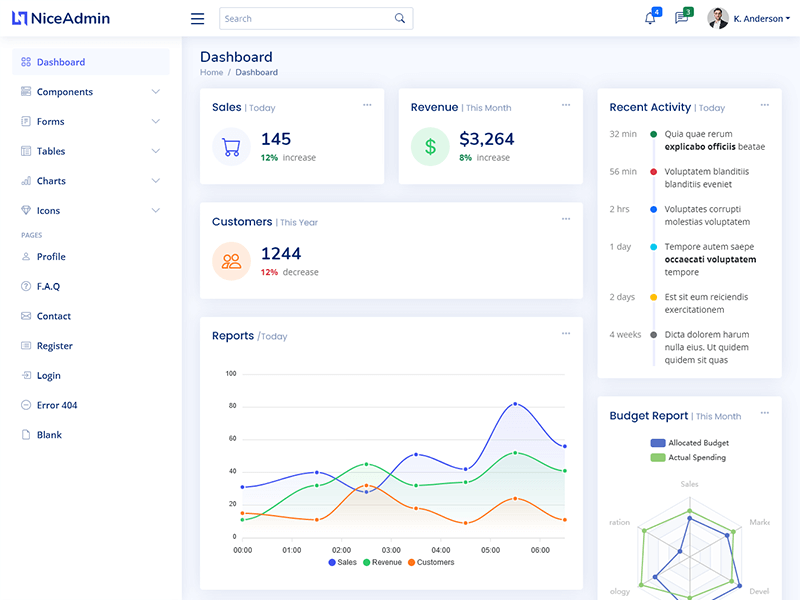 NiceAdmin
Search
4
3
K. Anderson
Dashboard
Components
Forms
Tables
Charts
Icons
PAGES
Profile
F.A.Q
Contact
Register
Login
Error 404
Blank
Dashboard
Home / Dashboard
Sales | Today
145
12% increase
Revenue | This Month
$3,264
8% increase
Customers | This Year
1244
12% decrease
Reports /Today
100
80
60
40
20
0
00:00 01:00 02:00 03:00 04:00 05:00 06:00
Sales Revenue Customers
Recent Activity | Today
32 min Quia quae rerum
explicabo officiis beatae
56 min Voluptatem blanditiis
blanditiis eveniet
2 hrs Voluptates corrupti
molestias voluptatem
1 day Tempore autem saepe
occaecati voluptatem
tempore
2 days Est sit eum reiciendis
exercitationem
4 weeks Dicta dolorem harum
nulla eius. Ut quidem
quidem sit quas
Budget Report | This Month
Allocated Budget
Actual Spending
Sales
ration Marke
ology Devel